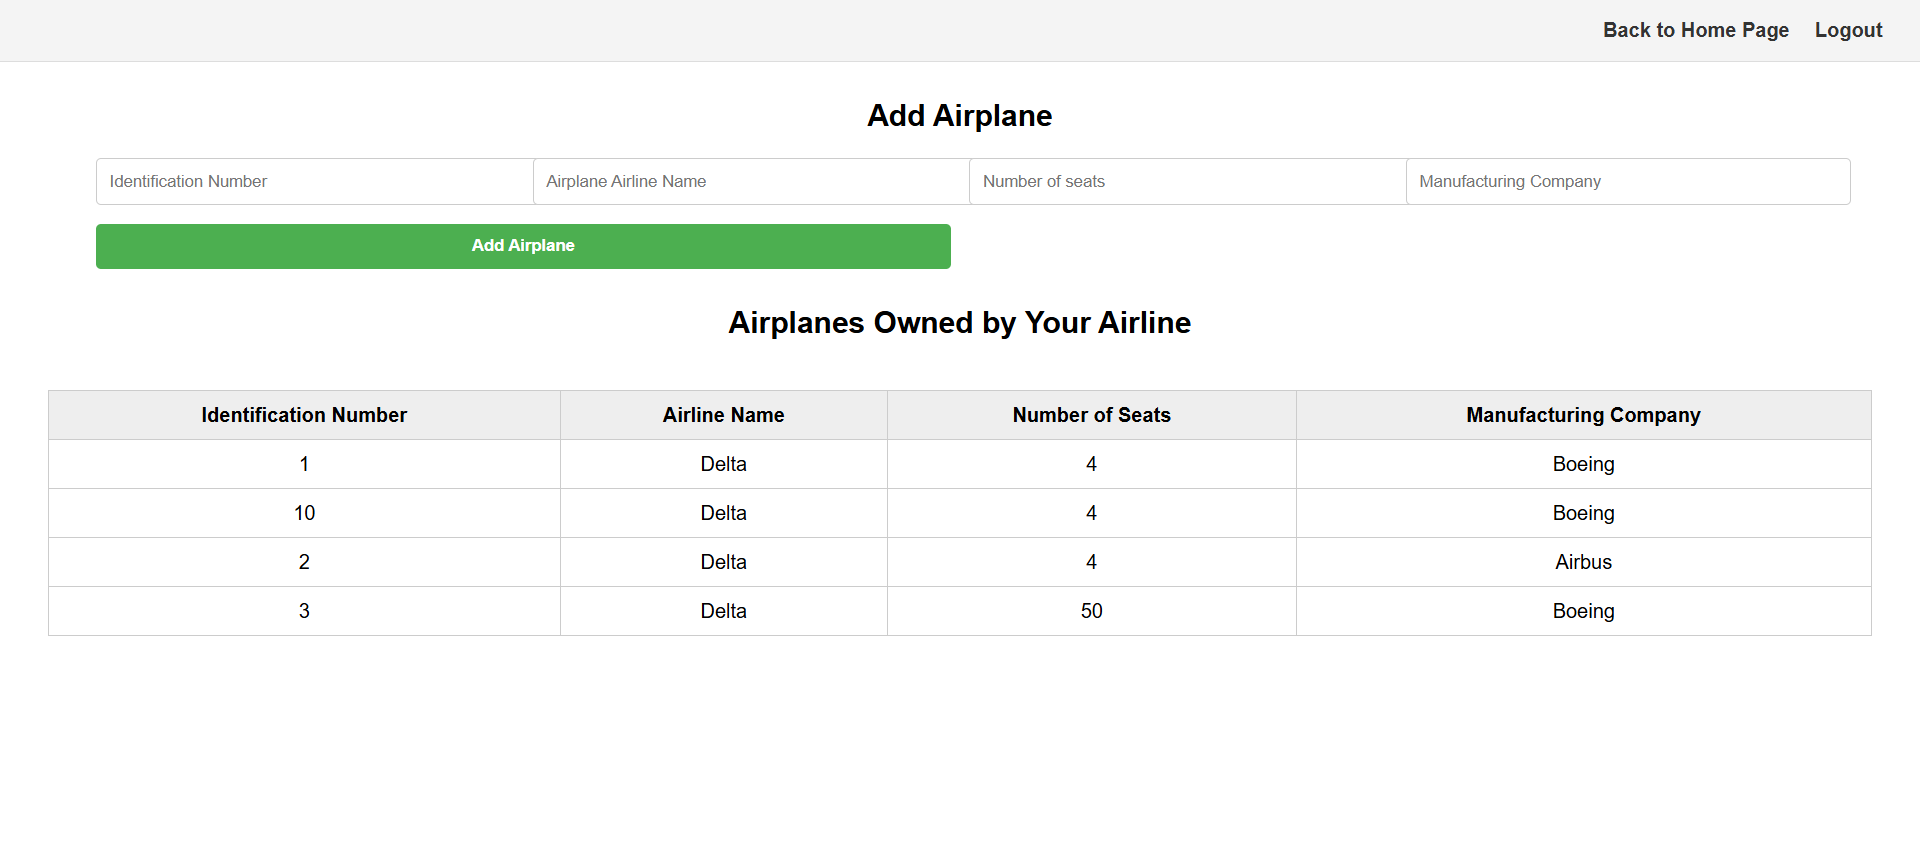 Back to Home Page Logout
Add Airplane
Identification Number Airplane Airline Name Number of seats Manufacturing Company
Add Airplane
Airplanes Owned by Your Airline
Identification Number Airline Name Number of Seats Manufacturing Company
1 Delta 4 Boeing
10 Delta 4 Boeing
2 Delta 4 Airbus
3 Delta 50 Boeing